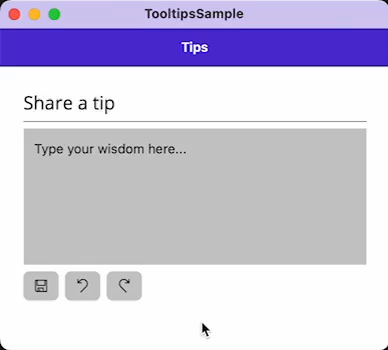 TooltipsSample
Tips
Share a tip
Type your wisdom here...